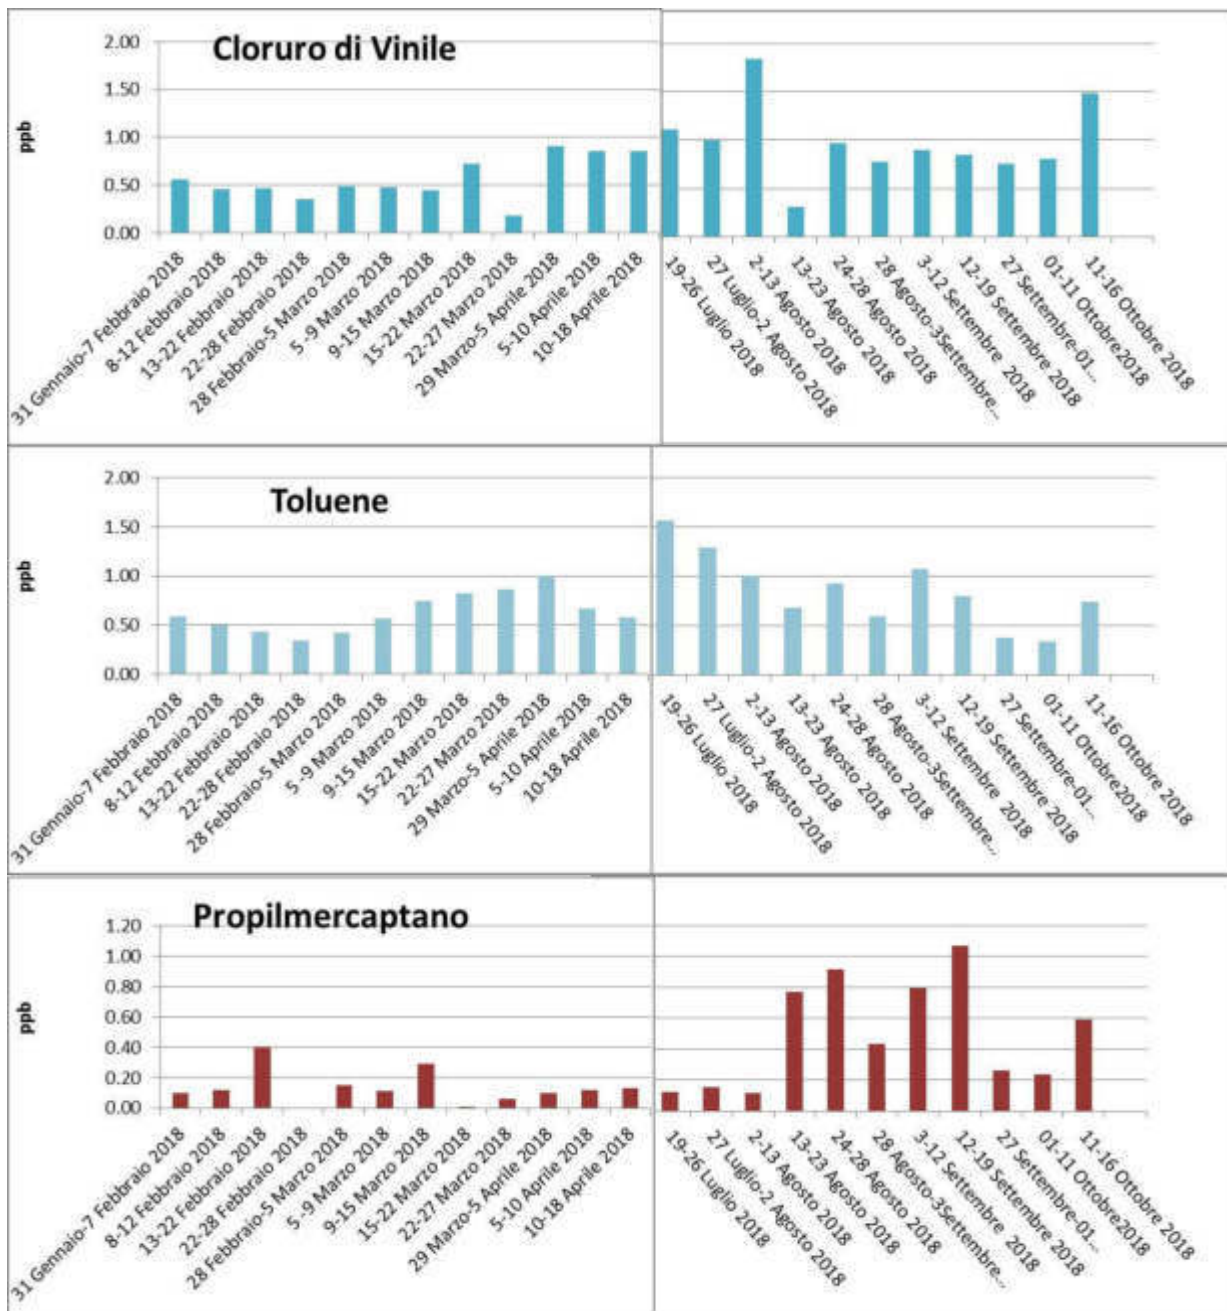 Cloruro di Vinile
ppb
2.00
1.50
1.00
0.50
0.00
31 Gennaio-7 Febbraio 2018
8-12 Febbraio 2018
13-22 Febbraio 2018
22-28 Febbraio 2018
28 Febbraio-5 Marzo 2018
5 -9 Marzo 2018
9-15 Marzo 2018
15-22 Marzo 2018
22-27 Marzo 2018
29 Marzo-5 Aprile 2018
5-10 Aprile 2018
10-18 Aprile 2018
19-26 Luglio 2018
27 Luglio-2 Agosto 2018
2-13 Agosto 2018
13-23 Agosto 2018
24-28 Agosto 2018
28 Agosto-3Settembre...
3-12 Settembre 2018
12-19 Settembre 2018
27 Settembre-01...
01-11 Ottobre2018
11-16 Ottobre 2018
Toluene
ppb
2.00
1.50
1.00
0.50
0.00
31 Gennaio-7 Febbraio 2018
8-12 Febbraio 2018
13-22 Febbraio 2018
22-28 Febbraio 2018
28 Febbraio-5 Marzo 2018
5 -9 Marzo 2018
9-15 Marzo 2018
15-22 Marzo 2018
22-27 Marzo 2018
29 Marzo-5 Aprile 2018
5-10 Aprile 2018
10-18 Aprile 2018
19-26 Luglio 2018
27 Luglio-2 Agosto 2018
2-13 Agosto 2018
13-23 Agosto 2018
24-28 Agosto 2018
28 Agosto-3Settembre...
3-12 Settembre 2018
12-19 Settembre 2018
27 Settembre-01...
01-11 Ottobre2018
11-16 Ottobre 2018
Propilmercaptano
ppb
1.20
1.00
0.80
0.60
0.40
0.20
0.00
31 Gennaio-7 Febbraio 2018
8-12 Febbraio 2018
13-22 Febbraio 2018
22-28 Febbraio 2018
28 Febbraio-5 Marzo 2018
5 -9 Marzo 2018
9-15 Marzo 2018
15-22 Marzo 2018
22-27 Marzo 2018
29 Marzo-5 Aprile 2018
5-10 Aprile 2018
10-18 Aprile 2018
19-26 Luglio 2018
27 Luglio-2 Agosto 2018
2-13 Agosto 2018
13-23 Agosto 2018
24-28 Agosto 2018
28 Agosto-3Settembre...
3-12 Settembre 2018
12-19 Settembre 2018
27 Settembre-01...
01-11 Ottobre2018
11-16 Ottobre 2018